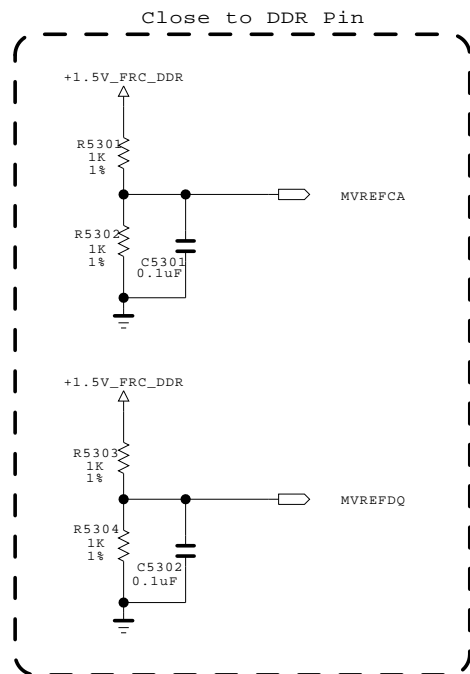 Close to DDR Pin
+1.5V_FRC_DDR
R5301
1K
1%
MVREFCA
R5302
1K
1%
C5301
0.1uF
+1.5V_FRC_DDR
R5303
1K
1%
MVREFDQ
R5304
1K
1%
C5302
0.1uF